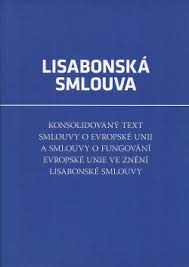 LISABONSKÁ
SMLOUVA
KONSOLIDOVANÝ TEXT
SMLOUVY O EVROPSKÉ UNII
A SMLOUVY O FUNGOVÁNÍ
EVROPSKÉ UNIE VE ZNĚNÍ
LISABONSKÉ SMLOUVY